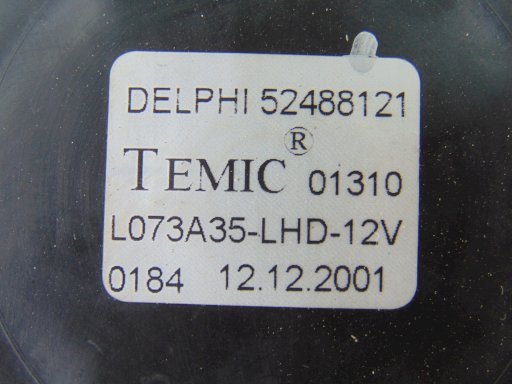 DELPHI 52488121
TEMIC® 01310
L073A35-LHD-12V
0184 12.12.2001